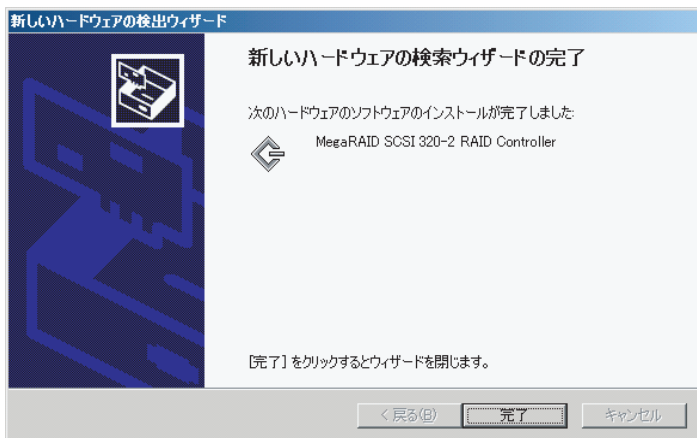 新しいハードウェアの検出ウィザード
新しいハードウェアの検索ウィザードの完了
次のハードウェアのソフトウェアのインストールが完了しました:
MegaRAID SCSI 320-2 RAID Controller
[完了] をクリックするとウィザードを閉じます。
< 戻る(B) 完了 キャンセル